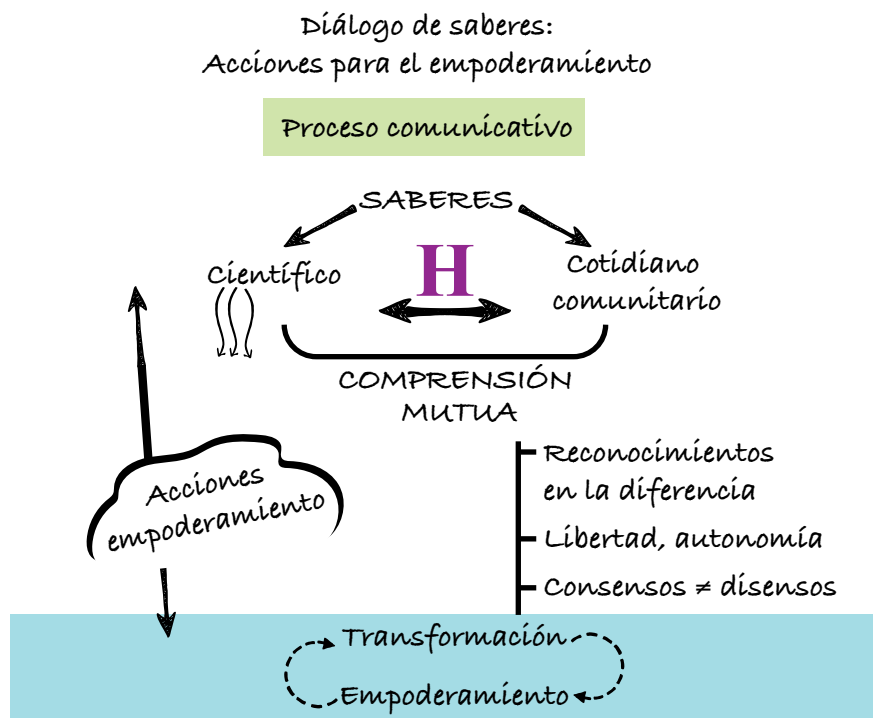 Diálogo de saberes:
Acciones para el empoderamiento
Proceso comunicativo
SABERES
Científico
H
Cotidiano
comunitario
COMPRENSIÓN
MUTUA
Acciones
empoderamiento
Reconocimientos
en la diferencia
Libertad, autonomía
Consensos ≠ disensos
Transformación
Empoderamiento